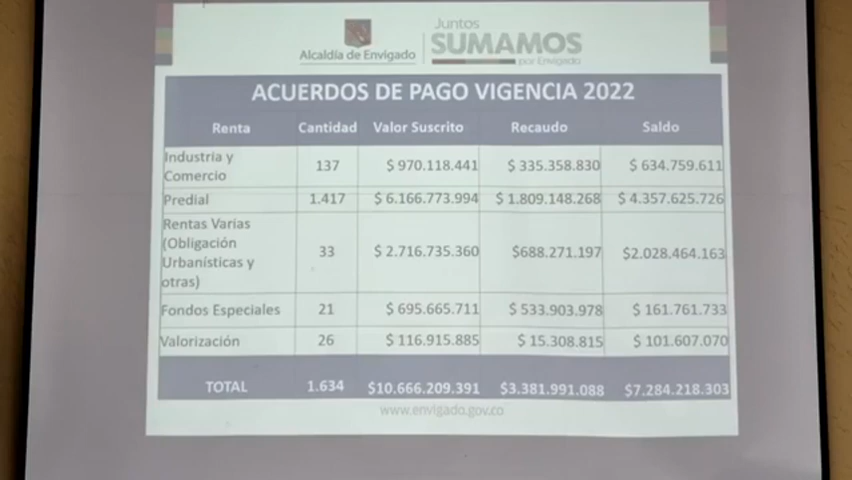 Alcaldía de Envigado
Juntos
SUMAMOS
por Envigado
ACUERDOS DE PAGO VIGENCIA 2022
Renta Cantidad Valor Suscrito Recaudo Saldo
Industria y
Comercio 137 $ 970.118.441 $ 335.358.830 $ 634.759.611
Predial 1.417 $ 6.166.773.994 $ 1.809.148.268 $ 4.357.625.726
Rentas Varias
(Obligación
Urbanísticas y
otras) 33 $ 2.716.735.360 $688.271.197 $2.028.464.163
Fondos Especiales 21 $ 695.665.711 $ 533.903.978 $ 161.761.733
Valorización 26 $ 116.915.885 $ 15.308.815 $ 101.607.070
TOTAL 1.634 $10.666.209.391 $3.381.991.088 $7.284.218.303
www.envigado.gov.co